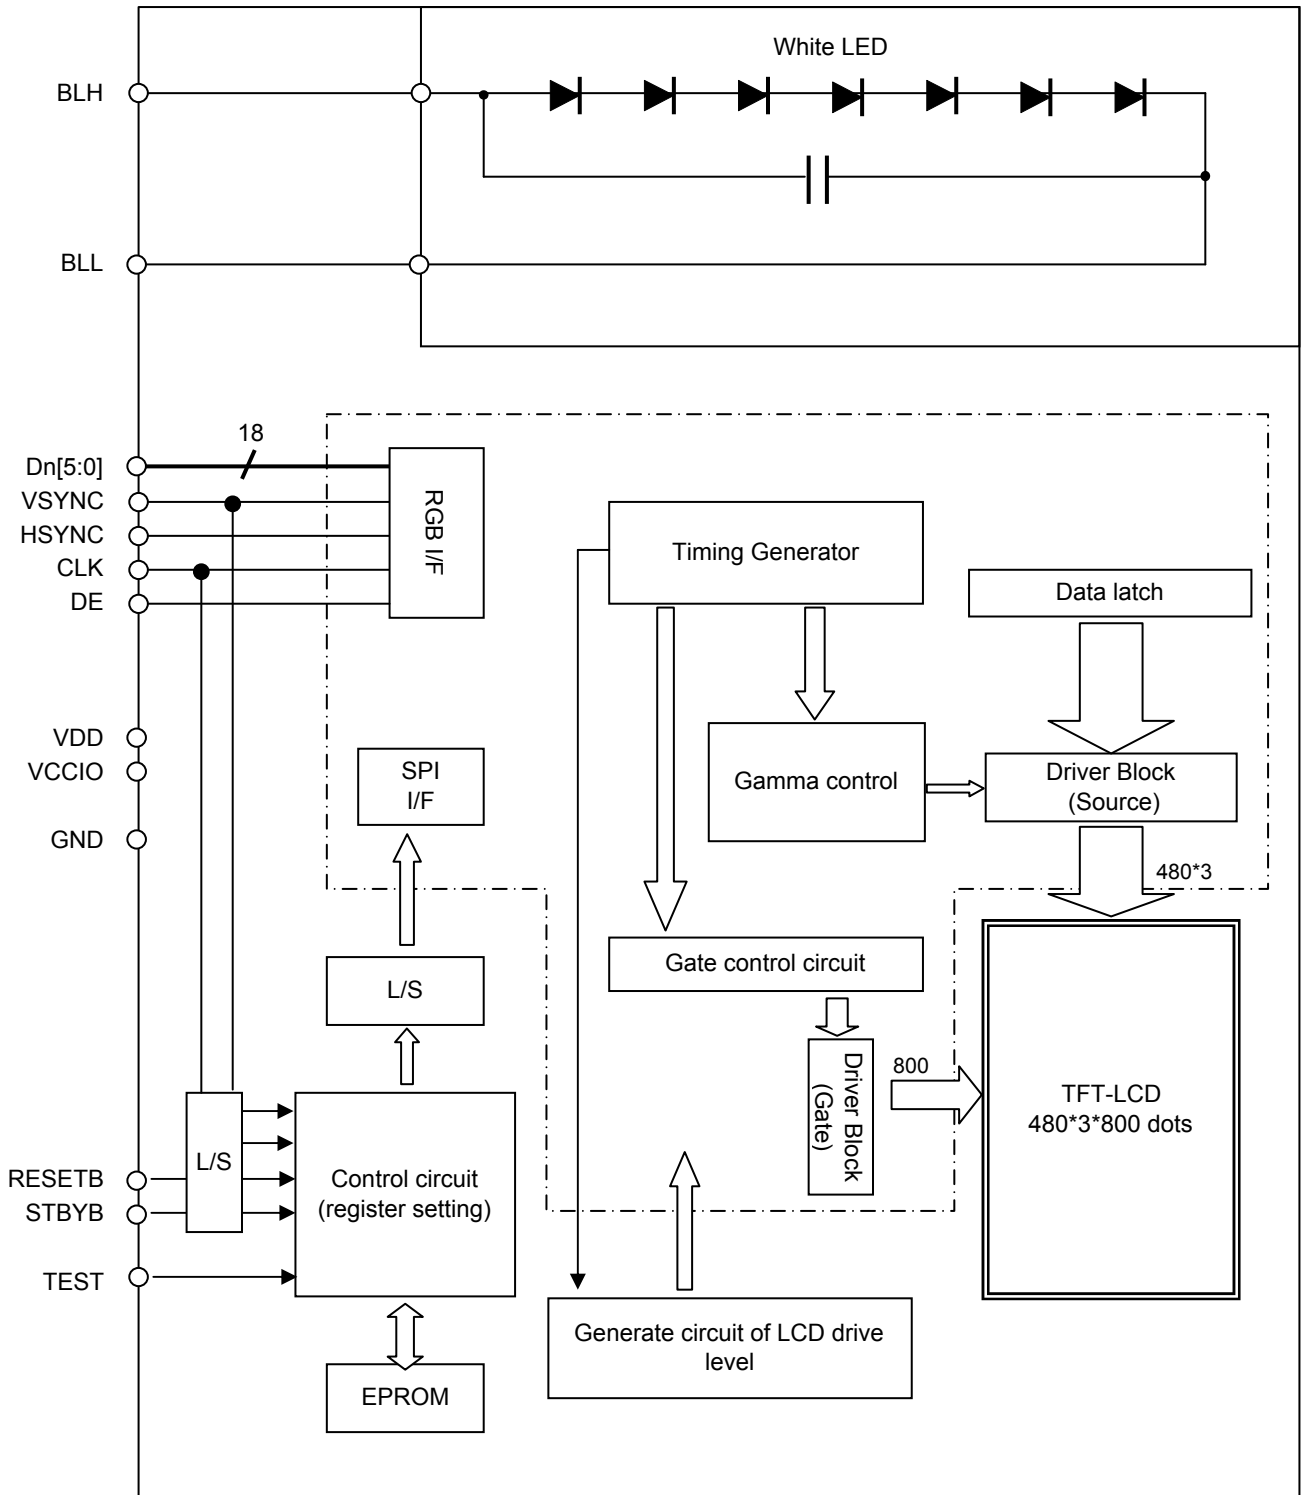 White LED
BLH
BLL
18
Dn[5:0]
VSYNC
HSYNC
CLK
DE
RGB I/F
Timing Generator
Data latch
VDD
VCCIO
GND
SPI
I/F
Gamma control
Driver Block
(Source)
480*3
L/S
Gate control circuit
Driver Block
(Gate)
800
TFT-LCD
480*3*800 dots
L/S
RESETB
STBYB
TEST
Control circuit
(register setting)
Generate circuit of LCD drive
level
EPROM